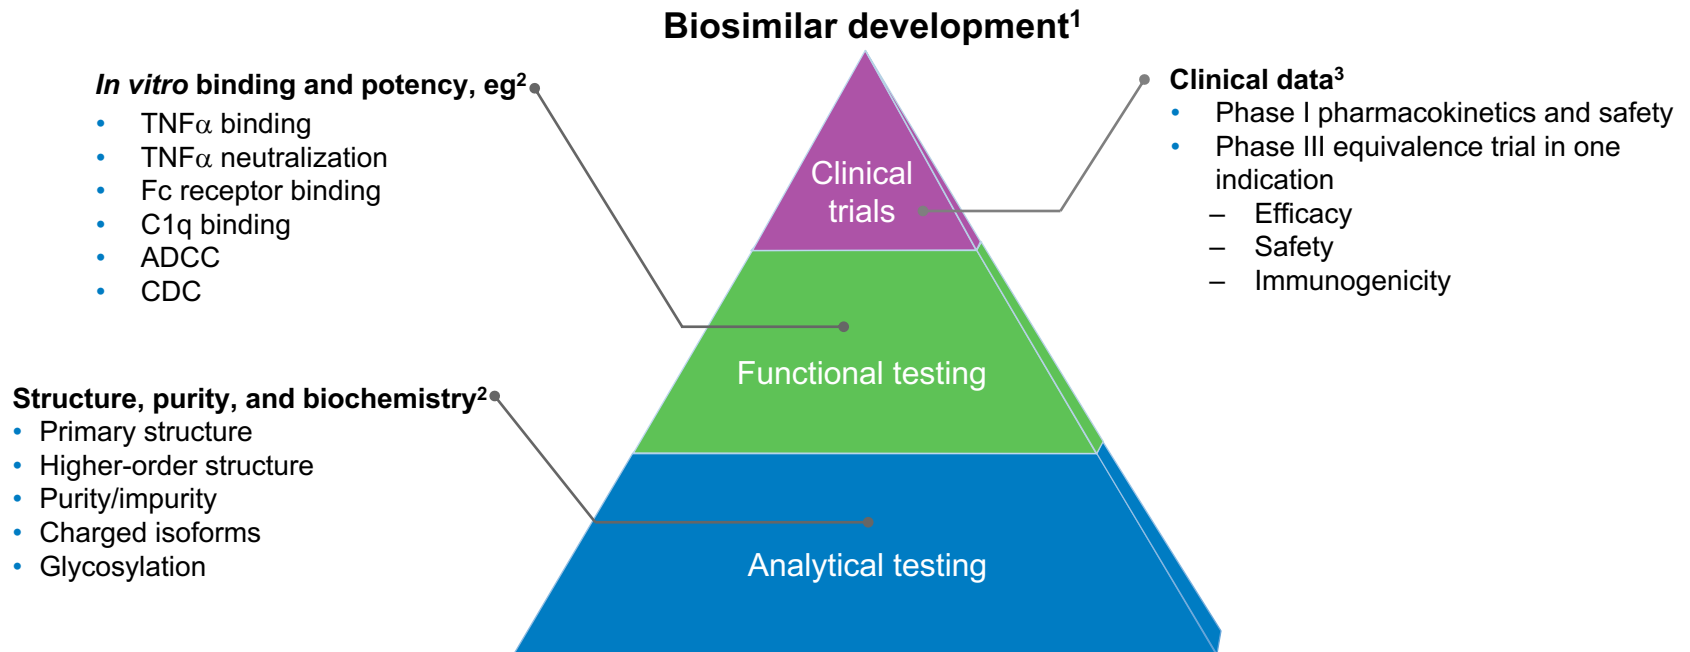 Biosimilar development¹
In vitro binding and potency, eg²
• TNFα binding
• TNFα neutralization
• Fc receptor binding
• C1q binding
• ADCC
• CDC
Structure, purity, and biochemistry²
• Primary structure
• Higher-order structure
• Purity/impurity
• Charged isoforms
• Glycosylation
Clinical
trials
Functional testing
Analytical testing
Clinical data³
• Phase I pharmacokinetics and safety
• Phase III equivalence trial in one
indication
– Efficacy
– Safety
– Immunogenicity